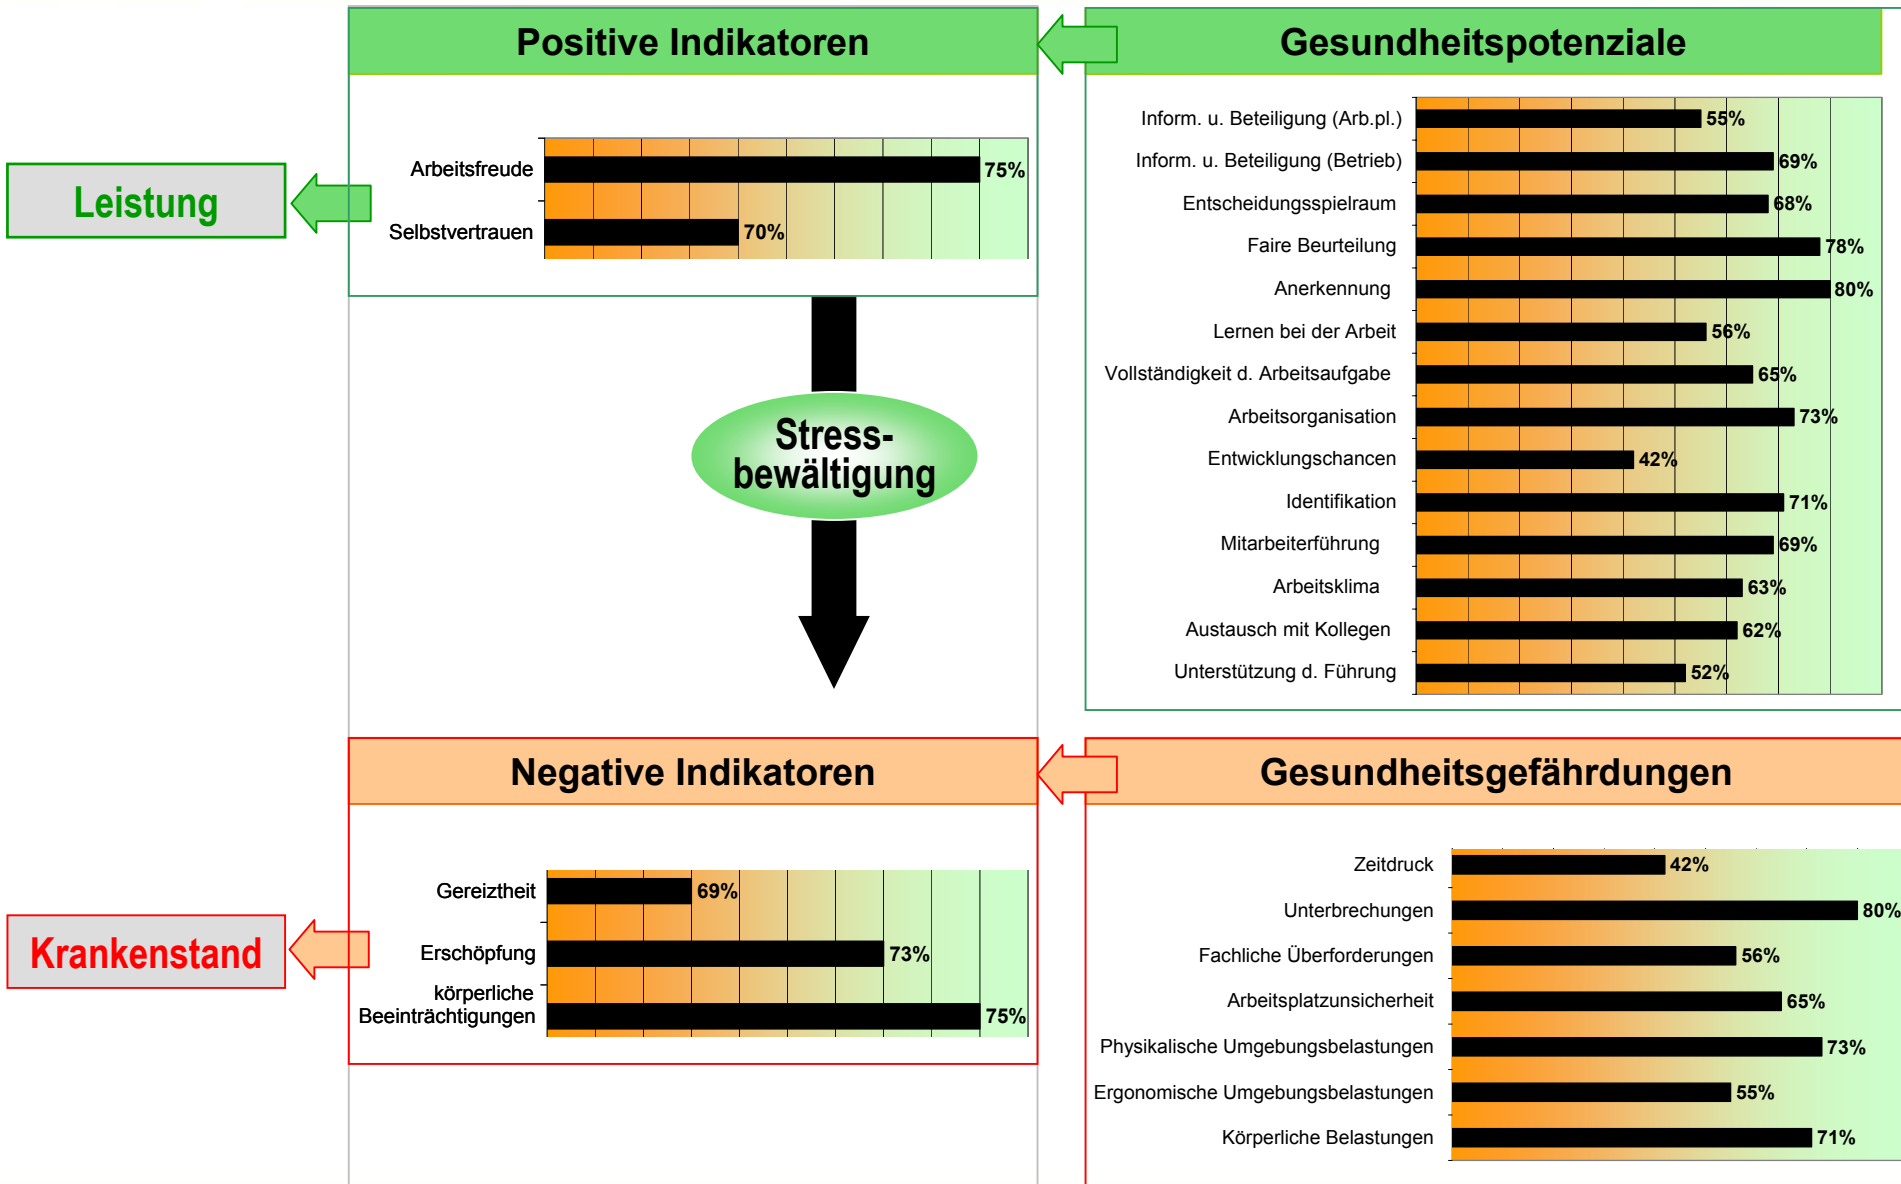 Positive Indikatoren
Arbeitsfreude 75%
Selbstvertrauen 70%
Leistung
Stress-
bewältigung
Gesundheitspotenziale
Inform. u. Beteiligung (Arb.pl.) 55%
Inform. u. Beteiligung (Betrieb) 69%
Entscheidungsspielraum 68%
Faire Beurteilung 78%
Anerkennung 80%
Lernen bei der Arbeit 56%
Vollständigkeit d. Arbeitsaufgabe 65%
Arbeitsorganisation 73%
Entwicklungschancen 42%
Identifikation 71%
Mitarbeiterführung 69%
Arbeitsklima 63%
Austausch mit Kollegen 62%
Unterstützung d. Führung 52%
Negative Indikatoren
Gereiztheit 69%
Erschöpfung 73%
körperliche
Beeinträchtigungen 75%
Krankenstand
Gesundheitsgefährdungen
Zeitdruck 42%
Unterbrechungen 80%
Fachliche Überforderungen 56%
Arbeitsplatzunsicherheit 65%
Physikalische Umgebungsbelastungen 73%
Ergonomische Umgebungsbelastungen 55%
Körperliche Belastungen 71%